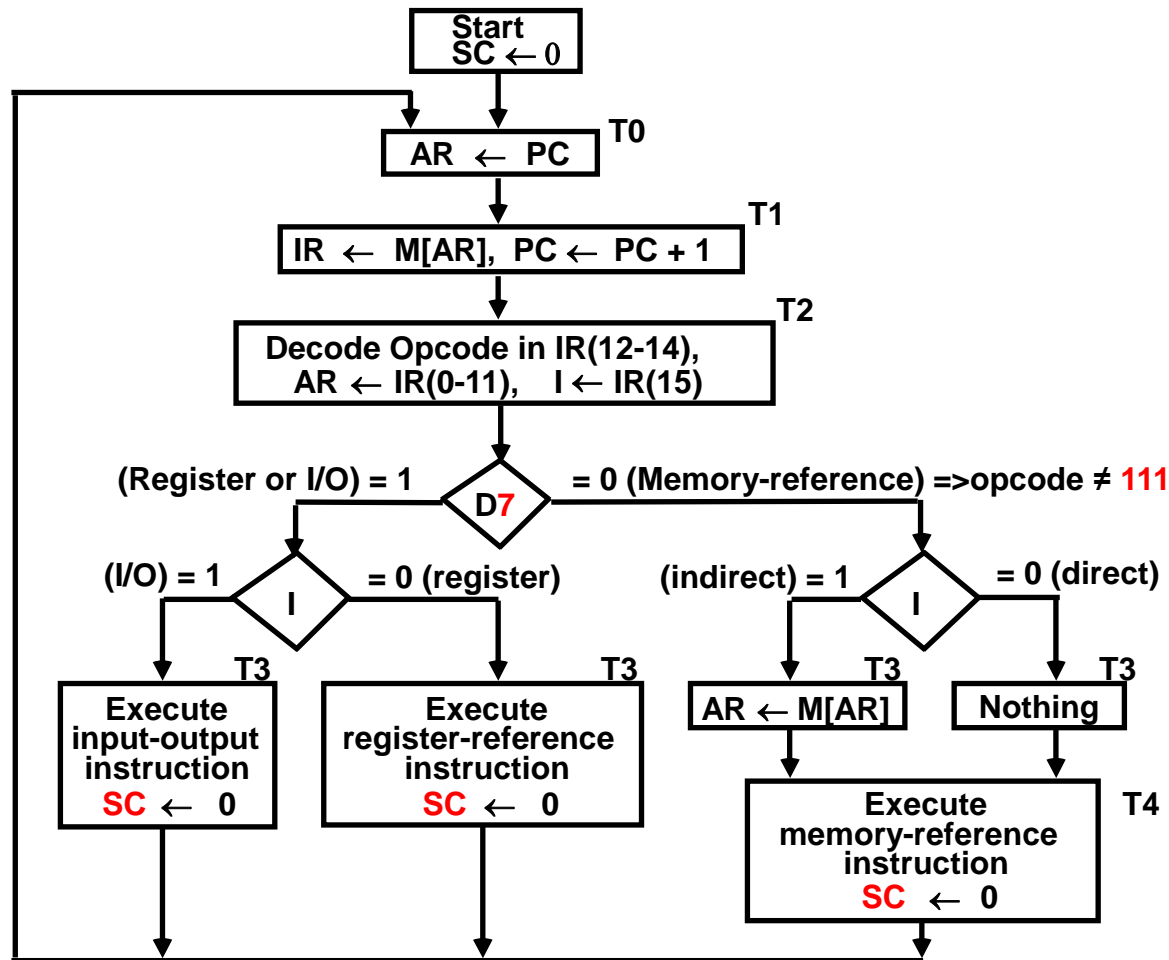 Start
SC ← 0
T0
AR ← PC
T1
IR ← M[AR], PC ← PC + 1
T2
Decode Opcode in IR(12-14),
AR ← IR(0-11), I ← IR(15)
(Register or I/O) = 1
D7
= 0 (Memory-reference) =>opcode ≠ 111
(I/O) = 1
I
= 0 (register)
(indirect) = 1
I
= 0 (direct)
T3
Execute
input-output
instruction
SC ← 0
T3
Execute
register-reference
instruction
SC ← 0
T3
AR ← M[AR]
T3
Nothing
T4
Execute
memory-reference
instruction
SC ← 0